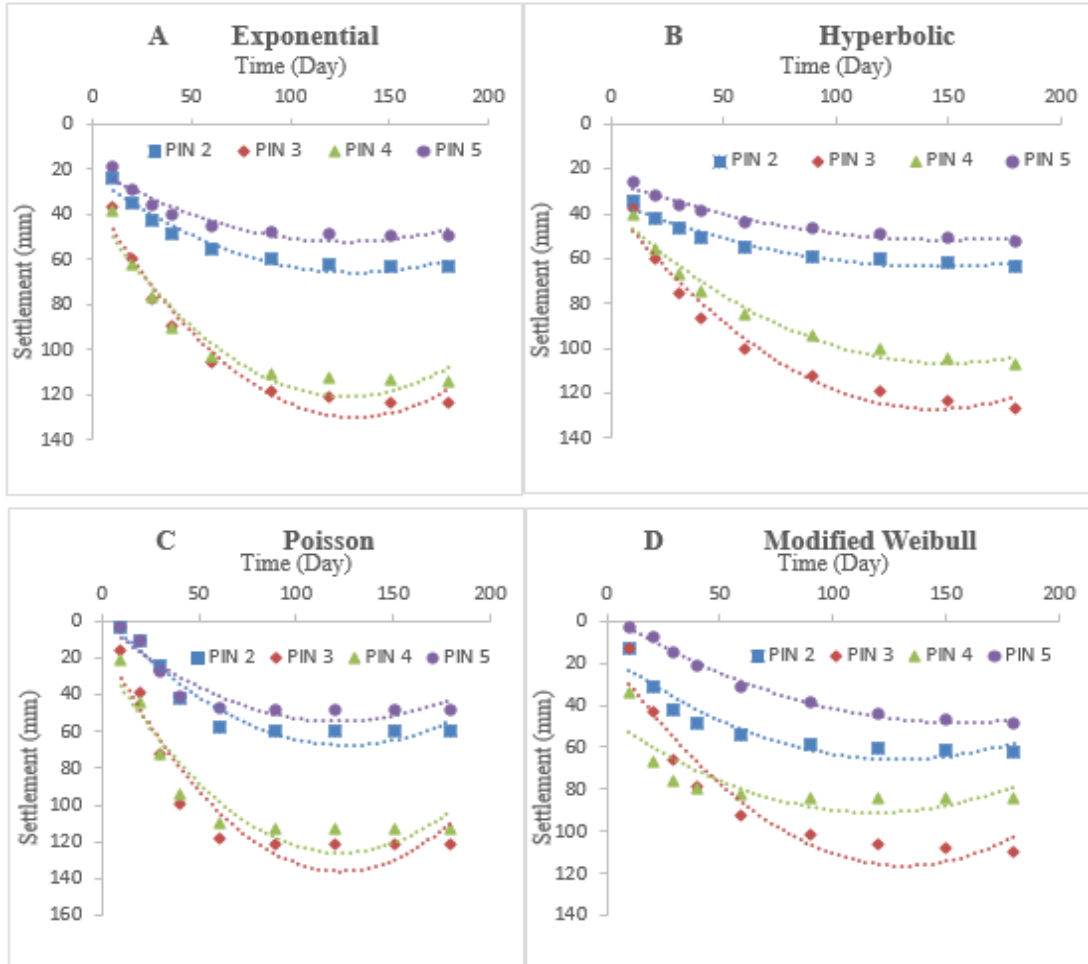 A Exponential
Time (Day)
0 50 100 150 200
0
20
40
60
80
100
120
140
Settlement (mm)
PIN 2 PIN 3 PIN 4 PIN 5
B Hyperbolic
Time (Day)
0 50 100 150 200
0
20
40
60
80
100
120
140
Settlement (mm)
PIN 2 PIN 3 PIN 4 PIN 5
C Poisson
Time (Day)
0 50 100 150 200
0
20
40
60
80
100
120
140
160
Settlement (mm)
PIN 2 PIN 3 PIN 4 PIN 5
D Modified Weibull
Time (Day)
0 50 100 150 200
0
20
40
60
80
100
120
140
Settlement (mm)
PIN 2 PIN 3 PIN 4 PIN 5